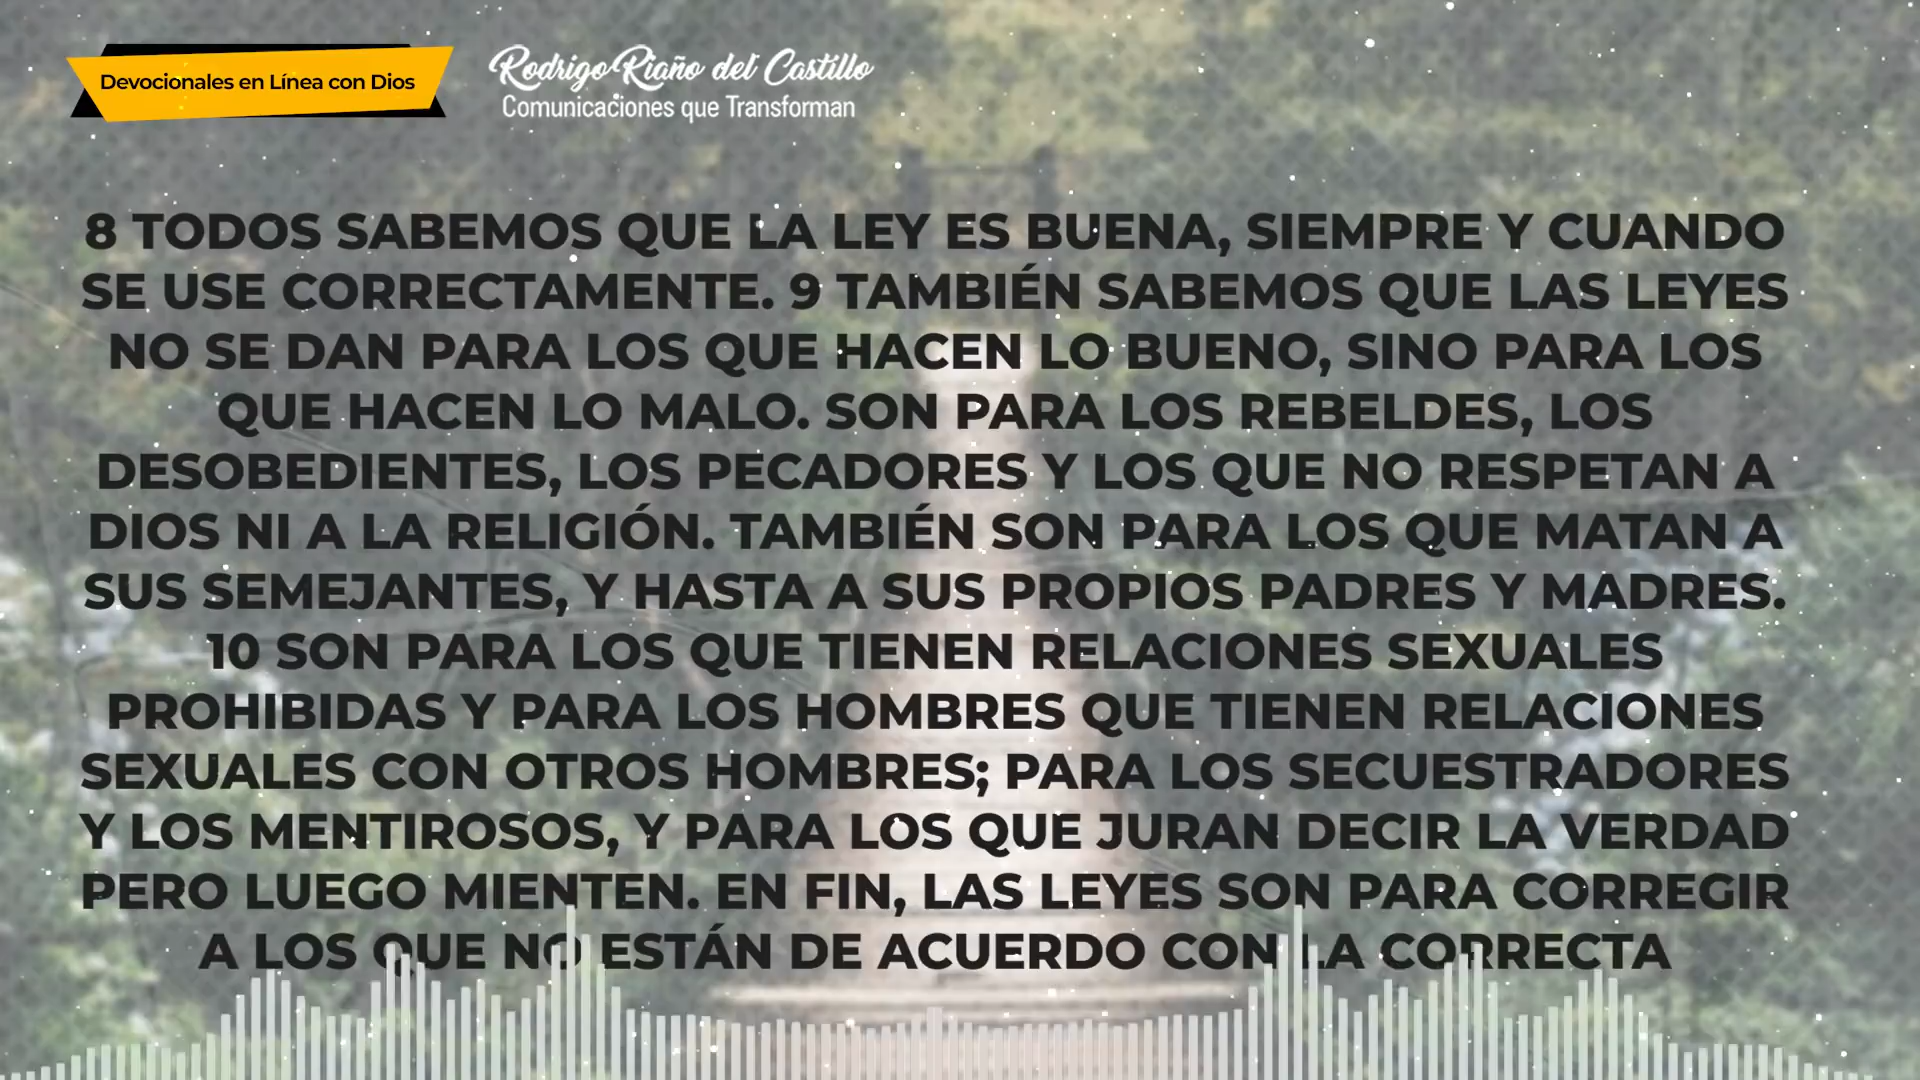 Devocionales en Línea con Dios
Rodrigo Riaño del Castillo
Comunicaciones que Transforman
8 TODOS SABEMOS QUE LA LEY ES BUENA, SIEMPRE Y CUANDO
SE USE CORRECTAMENTE. 9 TAMBIÉN SABEMOS QUE LAS LEYES
NO SE DAN PARA LOS QUE HACEN LO BUENO, SINO PARA LOS
QUE HACEN LO MALO. SON PARA LOS REBELDES, LOS
DESOBEDIENTES, LOS PECADORES Y LOS QUE NO RESPETAN A
DIOS NI A LA RELIGIÓN. TAMBIÉN SON PARA LOS QUE MATAN A
SUS SEMEJANTES, Y HASTA A SUS PROPIOS PADRES Y MADRES.
10 SON PARA LOS QUE TIENEN RELACIONES SEXUALES
PROHIBIDAS Y PARA LOS HOMBRES QUE TIENEN RELACIONES
SEXUALES CON OTROS HOMBRES; PARA LOS SECUESTRADORES
Y LOS MENTIROSOS, Y PARA LOS QUE JURAN DECIR LA VERDAD
PERO LUEGO MIENTEN. EN FIN, LAS LEYES SON PARA CORREGIR
A LOS QUE NO ESTÁN DE ACUERDO CON LA CORRECTA